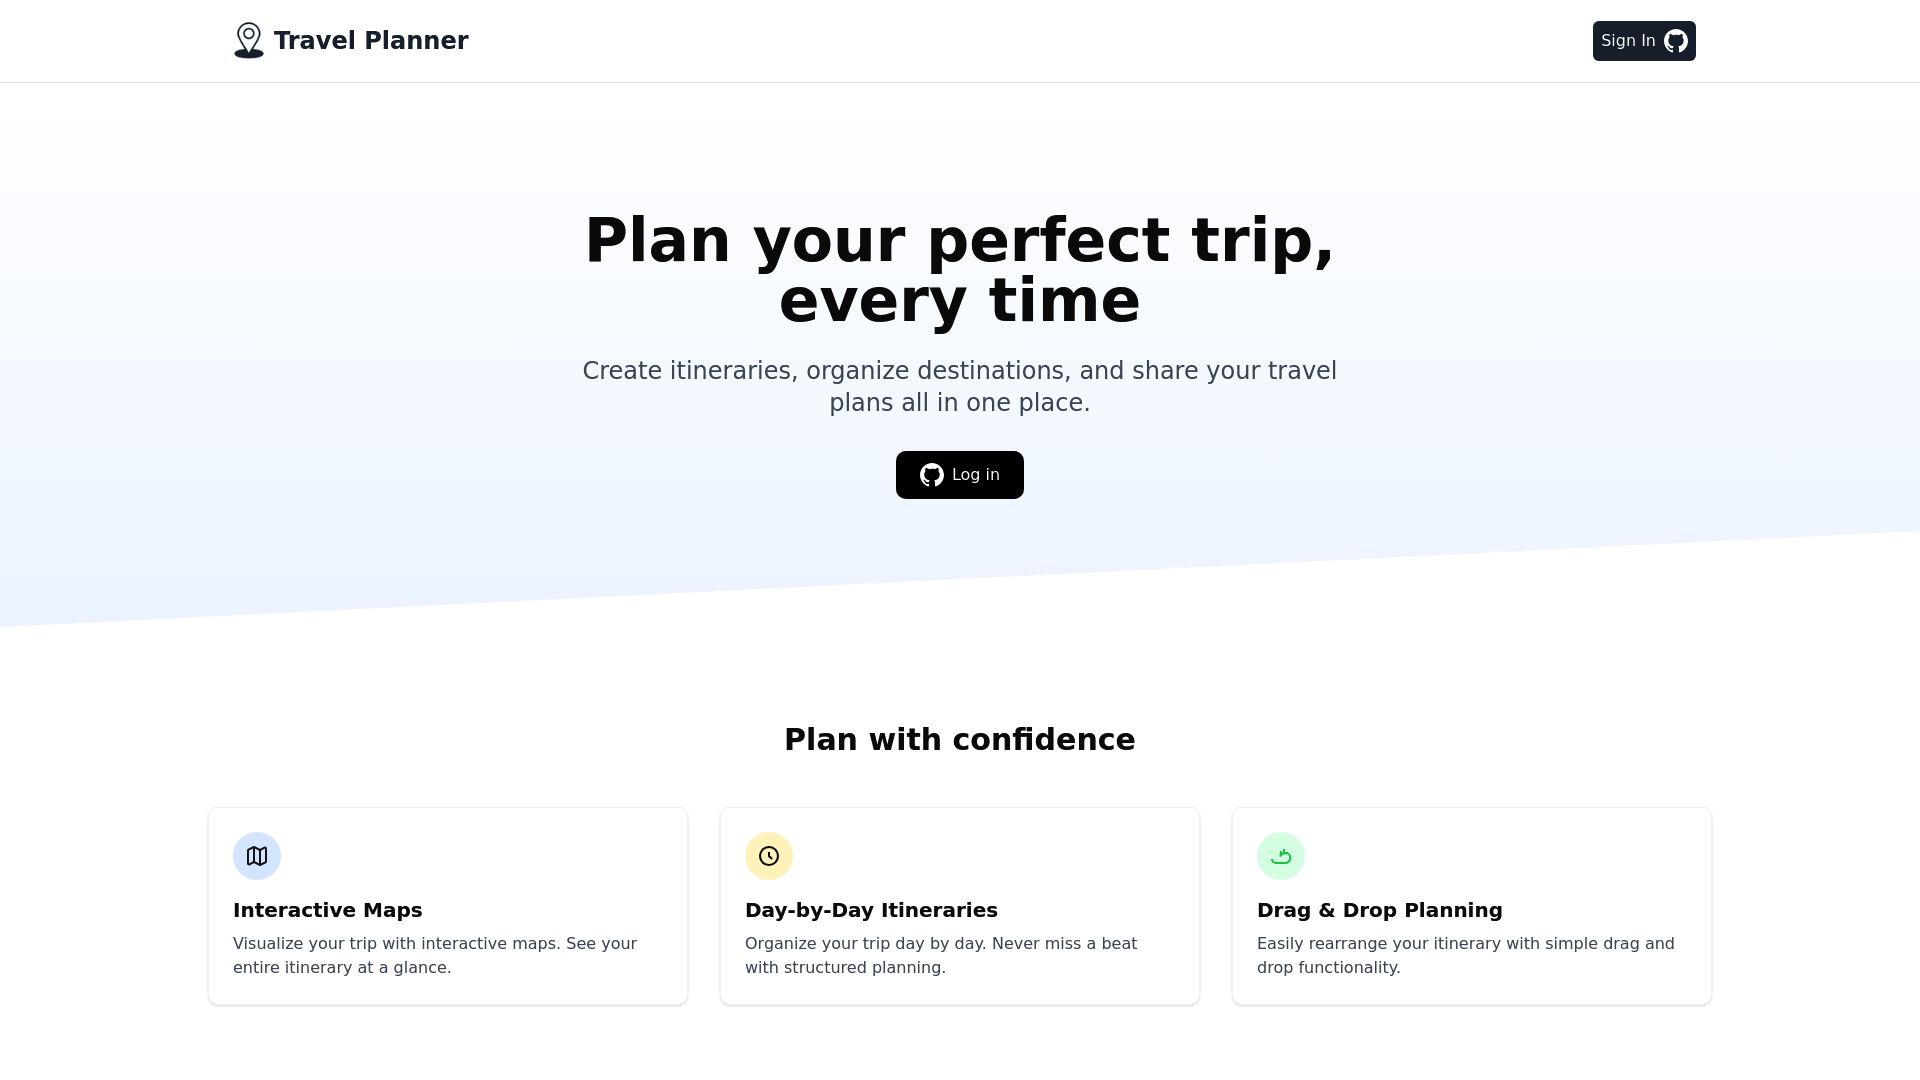 Travel Planner
Sign In
Plan your perfect trip,
every time
Create itineraries, organize destinations, and share your travel
plans all in one place.
Log in
Plan with confidence
Interactive Maps
Visualize your trip with interactive maps. See your
entire itinerary at a glance.
Day-by-Day Itineraries
Organize your trip day by day. Never miss a beat
with structured planning.
Drag & Drop Planning
Easily rearrange your itinerary with simple drag and
drop functionality.